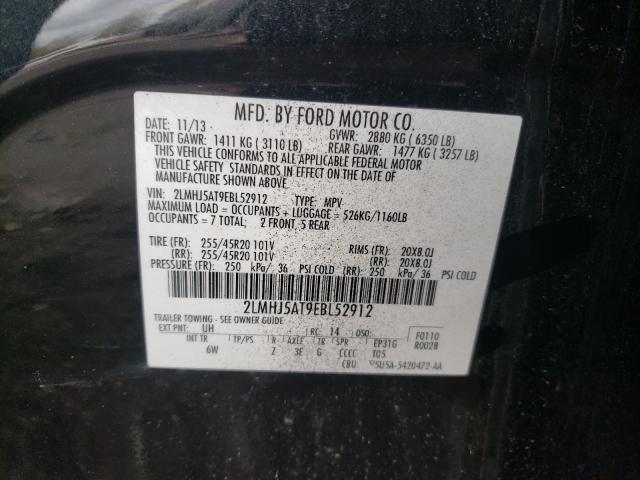 MFD. BY FORD MOTOR CO.
DATE: 11/13 GVWR: 2880 KG ( 6350 LB)
FRONT GAWR: 1411 KG ( 3110 LB) REAR GAWR: 1477 KG ( 3257 LB)
THIS VEHICLE CONFORMS TO ALL APPLICABLE FEDERAL MOTOR
VEHICLE SAFETY STANDARDS IN EFFECT ON THE DATE OF
MANUFACTURE SHOWN ABOVE.
VIN: 2LMHJ5AT9EBL52912 TYPE: MPV
MAXIMUM LOAD = OCCUPANTS + LUGGAGE = 526KG/1160LB
OCCUPANTS = 7 TOTAL; 2 FRONT, 5 REAR
TIRE (FR): 255/45R20 101V RIMS (FR): 20X8.0J
(RR): 255/45R20 101V (RR): 20X8.0J
PRESSURE (FR): 250 kPa/ 36 PSI COLD (RR): 250 kPa/ 36 PSI COLD
2LMHJ5AT9EBL52912
TRAILER TOWING - SEE OWNER GUIDE
EXT PNT: UH RC: 14 DSO: F0110
INT TR TP/PS R AXLE TR SPR EP31G R0028
6W Z 3E G CCCC T05
CBU 5420472-AA